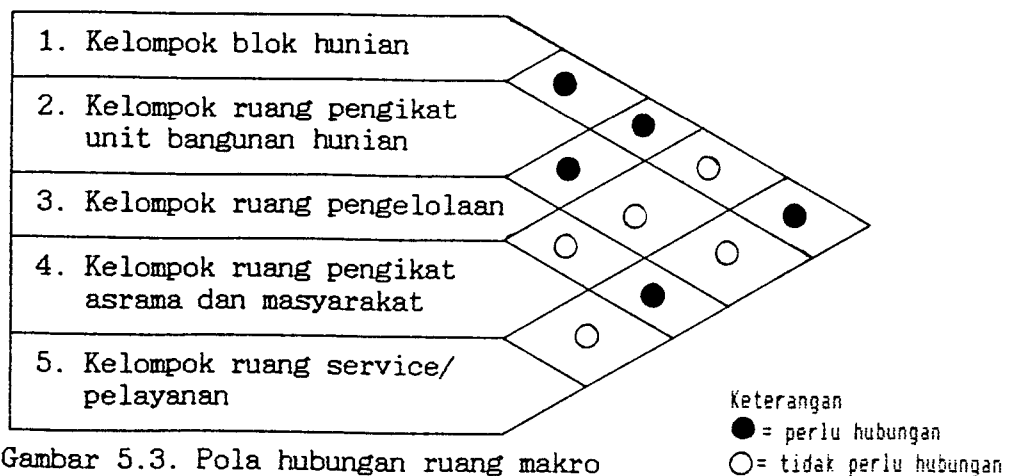 1. Kelompok blok hunian
2. Kelompok ruang pengikat
unit bangunan hunian
3. Kelompok ruang pengelolaan
4. Kelompok ruang pengikat
asrama dan masyarakat
5. Kelompok ruang service/
pelayanan
Keterangan
= perlu hubungan
= tidak perlu hubungan
Gambar 5.3. Pola hubungan ruang makro